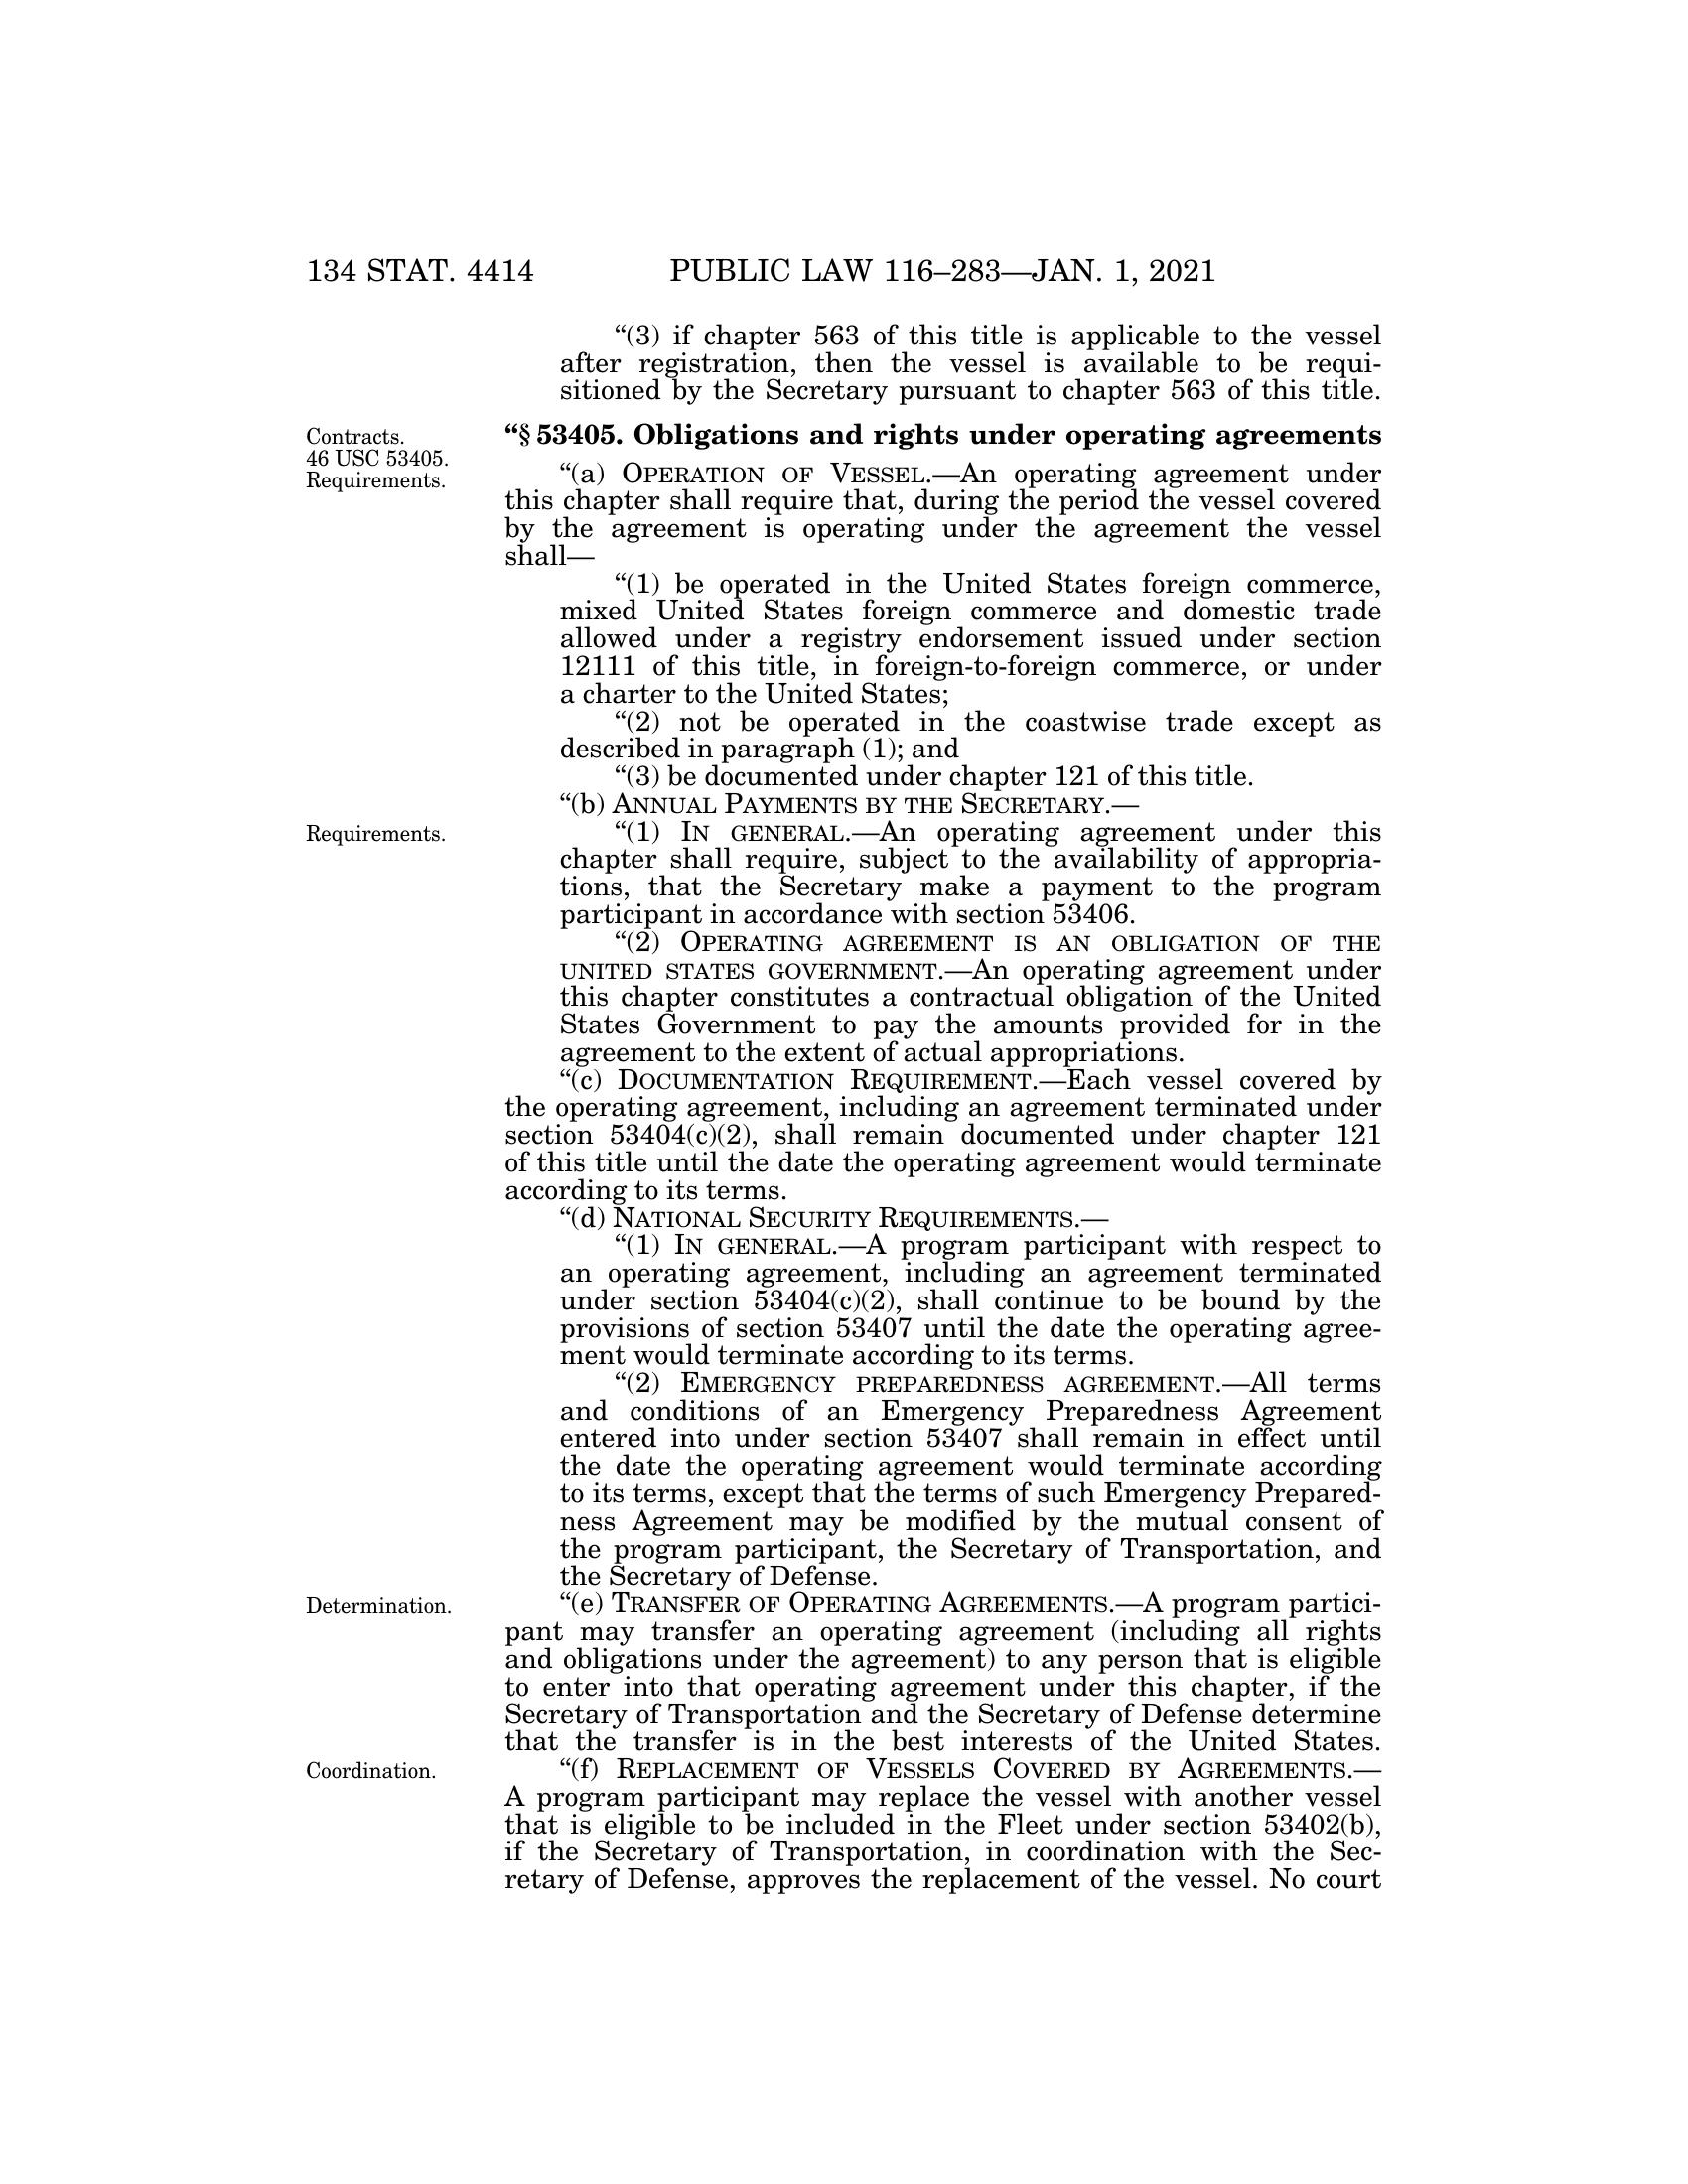 134 STAT. 4414 PUBLIC LAW 116–283—JAN. 1, 2021
“(3) if chapter 563 of this title is applicable to the vessel
after registration, then the vessel is available to be requi-
sitioned by the Secretary pursuant to chapter 563 of this title.
Contracts.
46 USC 53405.
Requirements.
“§ 53405. Obligations and rights under operating agreements
“(a) OPERATION OF VESSEL.—An operating agreement under
this chapter shall require that, during the period the vessel covered
by the agreement is operating under the agreement the vessel
shall—
“(1) be operated in the United States foreign commerce,
mixed United States foreign commerce and domestic trade
allowed under a registry endorsement issued under section
12111 of this title, in foreign-to-foreign commerce, or under
a charter to the United States;
“(2) not be operated in the coastwise trade except as
described in paragraph (1); and
“(3) be documented under chapter 121 of this title.
“(b) ANNUAL PAYMENTS BY THE SECRETARY.—
Requirements.
“(1) IN GENERAL.—An operating agreement under this
chapter shall require, subject to the availability of appropria-
tions, that the Secretary make a payment to the program
participant in accordance with section 53406.
“(2) OPERATING AGREEMENT IS AN OBLIGATION OF THE
UNITED STATES GOVERNMENT.—An operating agreement under
this chapter constitutes a contractual obligation of the United
States Government to pay the amounts provided for in the
agreement to the extent of actual appropriations.
“(c) DOCUMENTATION REQUIREMENT.—Each vessel covered by
the operating agreement, including an agreement terminated under
section 53404(c)(2), shall remain documented under chapter 121
of this title until the date the operating agreement would terminate
according to its terms.
“(d) NATIONAL SECURITY REQUIREMENTS.—
“(1) IN GENERAL.—A program participant with respect to
an operating agreement, including an agreement terminated
under section 53404(c)(2), shall continue to be bound by the
provisions of section 53407 until the date the operating agree-
ment would terminate according to its terms.
“(2) EMERGENCY PREPAREDNESS AGREEMENT.—All terms
and conditions of an Emergency Preparedness Agreement
entered into under section 53407 shall remain in effect until
the date the operating agreement would terminate according
to its terms, except that the terms of such Emergency Prepared-
ness Agreement may be modified by the mutual consent of
the program participant, the Secretary of Transportation, and
the Secretary of Defense.
Determination.
“(e) TRANSFER OF OPERATING AGREEMENTS.—A program partici-
pant may transfer an operating agreement (including all rights
and obligations under the agreement) to any person that is eligible
to enter into that operating agreement under this chapter, if the
Secretary of Transportation and the Secretary of Defense determine
that the transfer is in the best interests of the United States.
Coordination.
“(f) REPLACEMENT OF VESSELS COVERED BY AGREEMENTS.—
A program participant may replace the vessel with another vessel
that is eligible to be included in the Fleet under section 53402(b),
if the Secretary of Transportation, in coordination with the Sec-
retary of Defense, approves the replacement of the vessel. No court